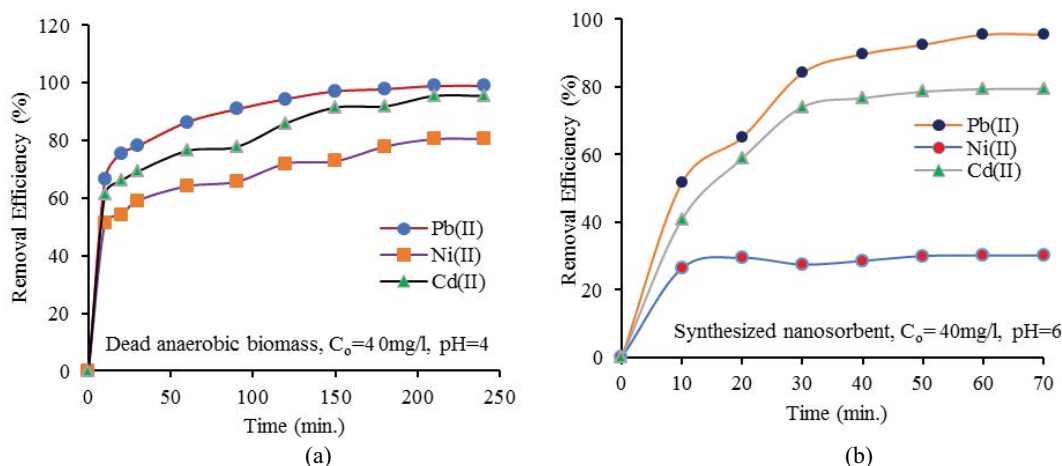 120
100
80
60
40
20
0
Removal Efficiency (%)
Pb(II)
Ni(II)
Cd(II)
Dead anaerobic biomass, Cₒ=4 0mg/l, pH=4
0 50 100 150 200 250
Time (min.)
(a)
100
80
60
40
20
0
Removal Efficiency (%)
Pb(II)
Ni(II)
Cd(II)
Synthesized nanosorbent, Cₒ= 40mg/l, pH=6
0 10 20 30 40 50 60 70
Time (min.)
(b)